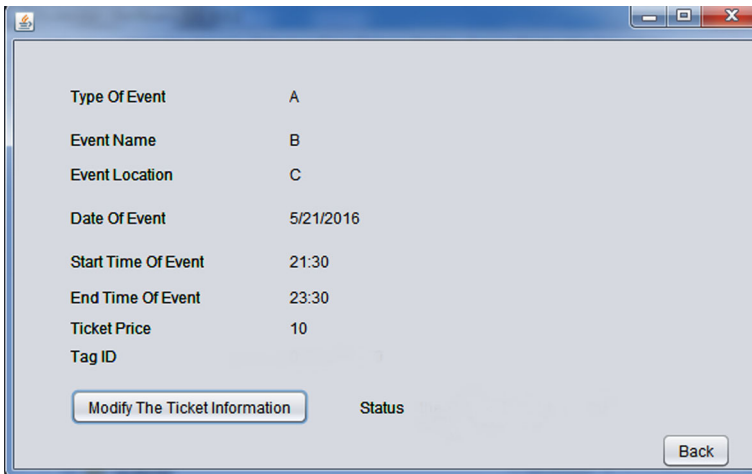 Type Of Event A
Event Name B
Event Location C
Date Of Event 5/21/2016
Start Time Of Event 21:30
End Time Of Event 23:30
Ticket Price 10
Tag ID
Modify The Ticket Information Status
Back